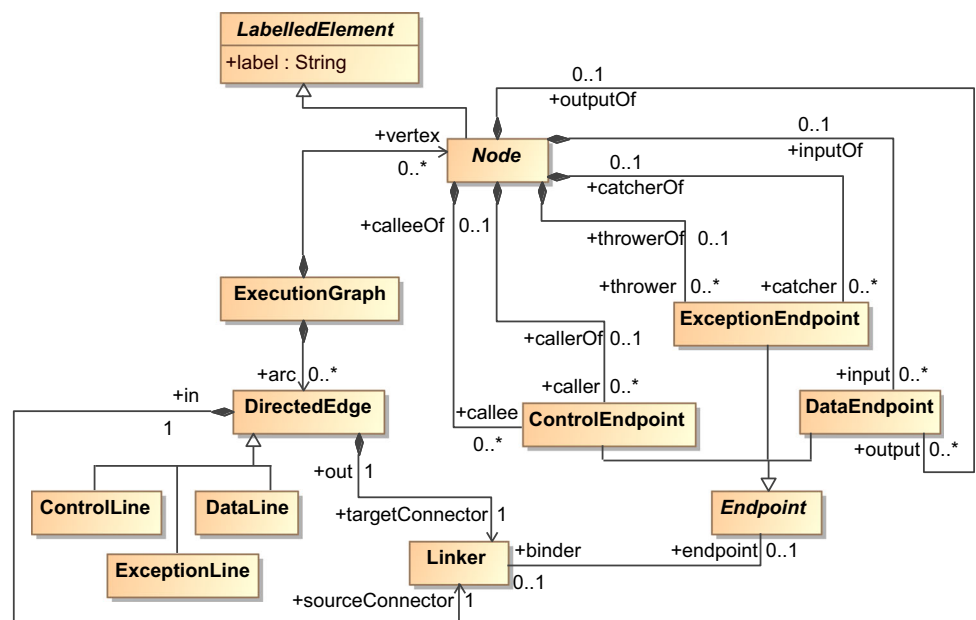 LabelledElement
+label : String
0..1
+outputOf
+vertex
0..*
Node
0..1
+inputOf
0..1
+catcherOf
+calleeOf
0..1
+throwerOf
0..1
ExecutionGraph
+thrower
0..*
+catcher
0..*
ExceptionEndpoint
+callerOf
0..1
+arc
0..*
+caller
0..*
+input
0..*
+in
1
DirectedEdge
+callee
0..*
ControlEndpoint
DataEndpoint
+output
0..*
+out
1
ControlLine
DataLine
ExceptionLine
+targetConnector
1
Endpoint
Linker
+binder
0..1
+endpoint
0..1
+sourceConnector
1